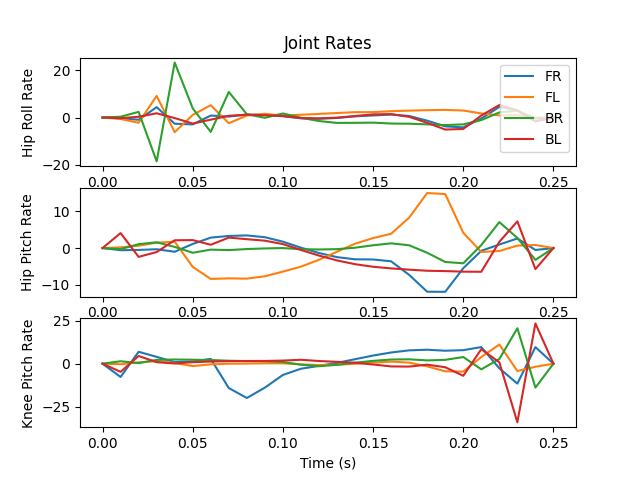 Joint Rates
Hip Roll Rate
20
0
−20
FR
FL
BR
BL
0.00 0.05 0.10 0.15 0.20 0.25
Hip Pitch Rate
10
0
−10
0.00 0.05 0.10 0.15 0.20 0.25
Knee Pitch Rate
25
0
−25
0.00 0.05 0.10 0.15 0.20 0.25
Time (s)